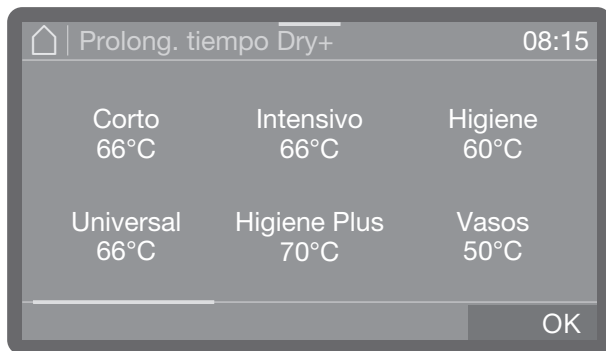 Prolong. tiempo Dry+ 08:15
Corto Intensivo Higiene
66°C 66°C 60°C
Universal Higiene Plus Vasos
66°C 70°C 50°C
OK